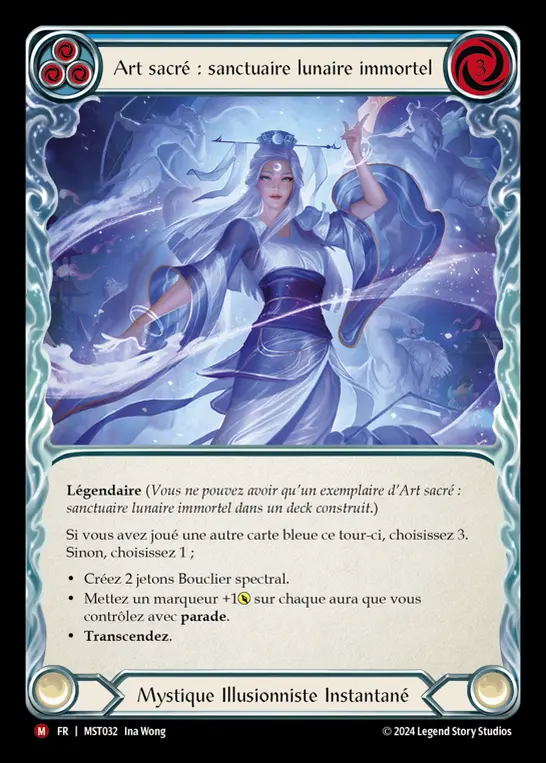 Art sacré : sanctuaire lunaire immortel
3
Légendaire (Vous ne pouvez avoir qu'un exemplaire d'Art sacré :
sanctuaire lunaire immortel dans un deck construit.)
Si vous avez joué une autre carte bleue ce tour-ci, choisissez 3.
Sinon, choisissez 1 ;
• Créez 2 jetons Bouclier spectral.
• Mettez un marqueur +1 sur chaque aura que vous
contrôlez avec parade.
• Transcendez.
Mystique Illusionniste Instantané
M FR | MST032 Ina Wong
© 2024 Legend Story Studios